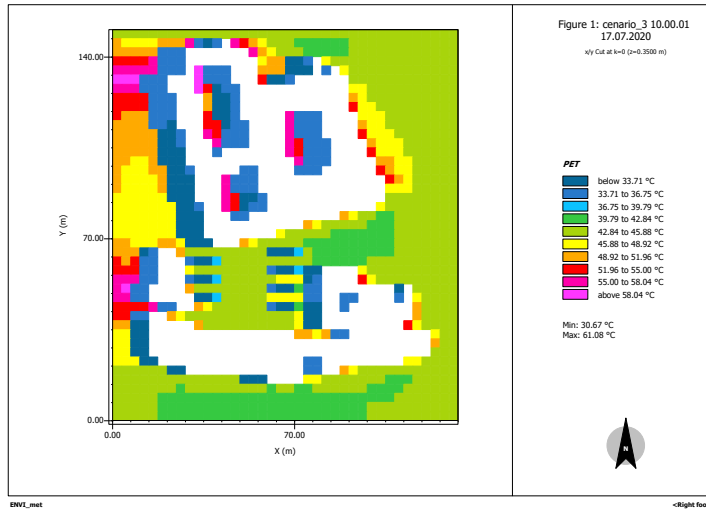 Figure 1: cenario_3 10.00.01
17.07.2020
x/y Cut at k=0 (z=0.3500 m)
140.00
70.00
0.00
Y (m)
0.00
70.00
X (m)
PET
below 33.71 °C
33.71 to 36.75 °C
36.75 to 39.79 °C
39.79 to 42.84 °C
42.84 to 45.88 °C
45.88 to 48.92 °C
48.92 to 51.96 °C
51.96 to 55.00 °C
55.00 to 58.04 °C
above 58.04 °C
Min: 30.67 °C
Max: 61.08 °C
N
ENVI_met
<Right foo